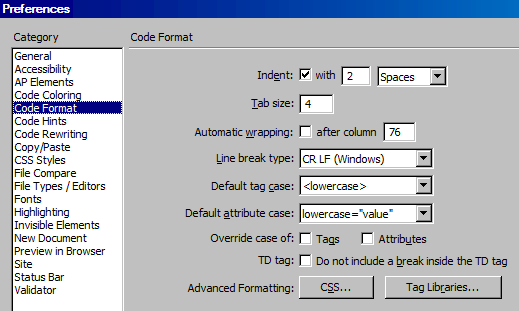 Preferences
Category
General
Accessibility
AP Elements
Code Coloring
Code Format
Code Hints
Code Rewriting
Copy/Paste
CSS Styles
File Compare
File Types / Editors
Fonts
Highlighting
Invisible Elements
New Document
Preview in Browser
Site
Status Bar
Validator
Code Format
Indent: with 2 Spaces
Tab size: 4
Automatic wrapping: after column 76
Line break type: CR LF (Windows)
Default tag case: <lowercase>
Default attribute case: lowercase="value"
Override case of: Tags Attributes
TD tag: Do not include a break inside the TD tag
Advanced Formatting: CSS... Tag Libraries...